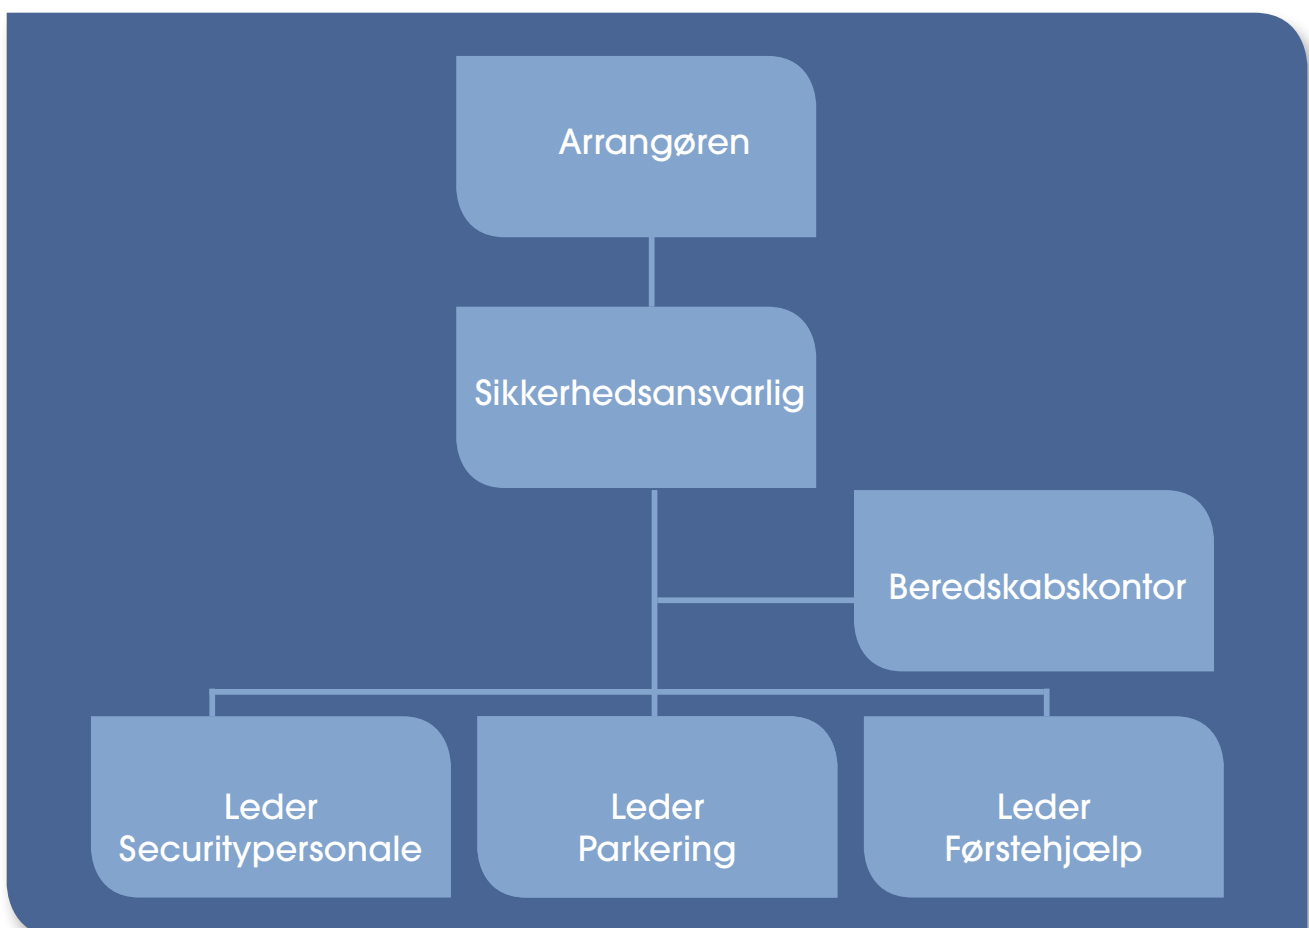 Arrangøren
Sikkerhedsansvarlig
Beredskabskontor
Leder
Securitypersonale
Leder
Parkering
Leder
Førstehjælp